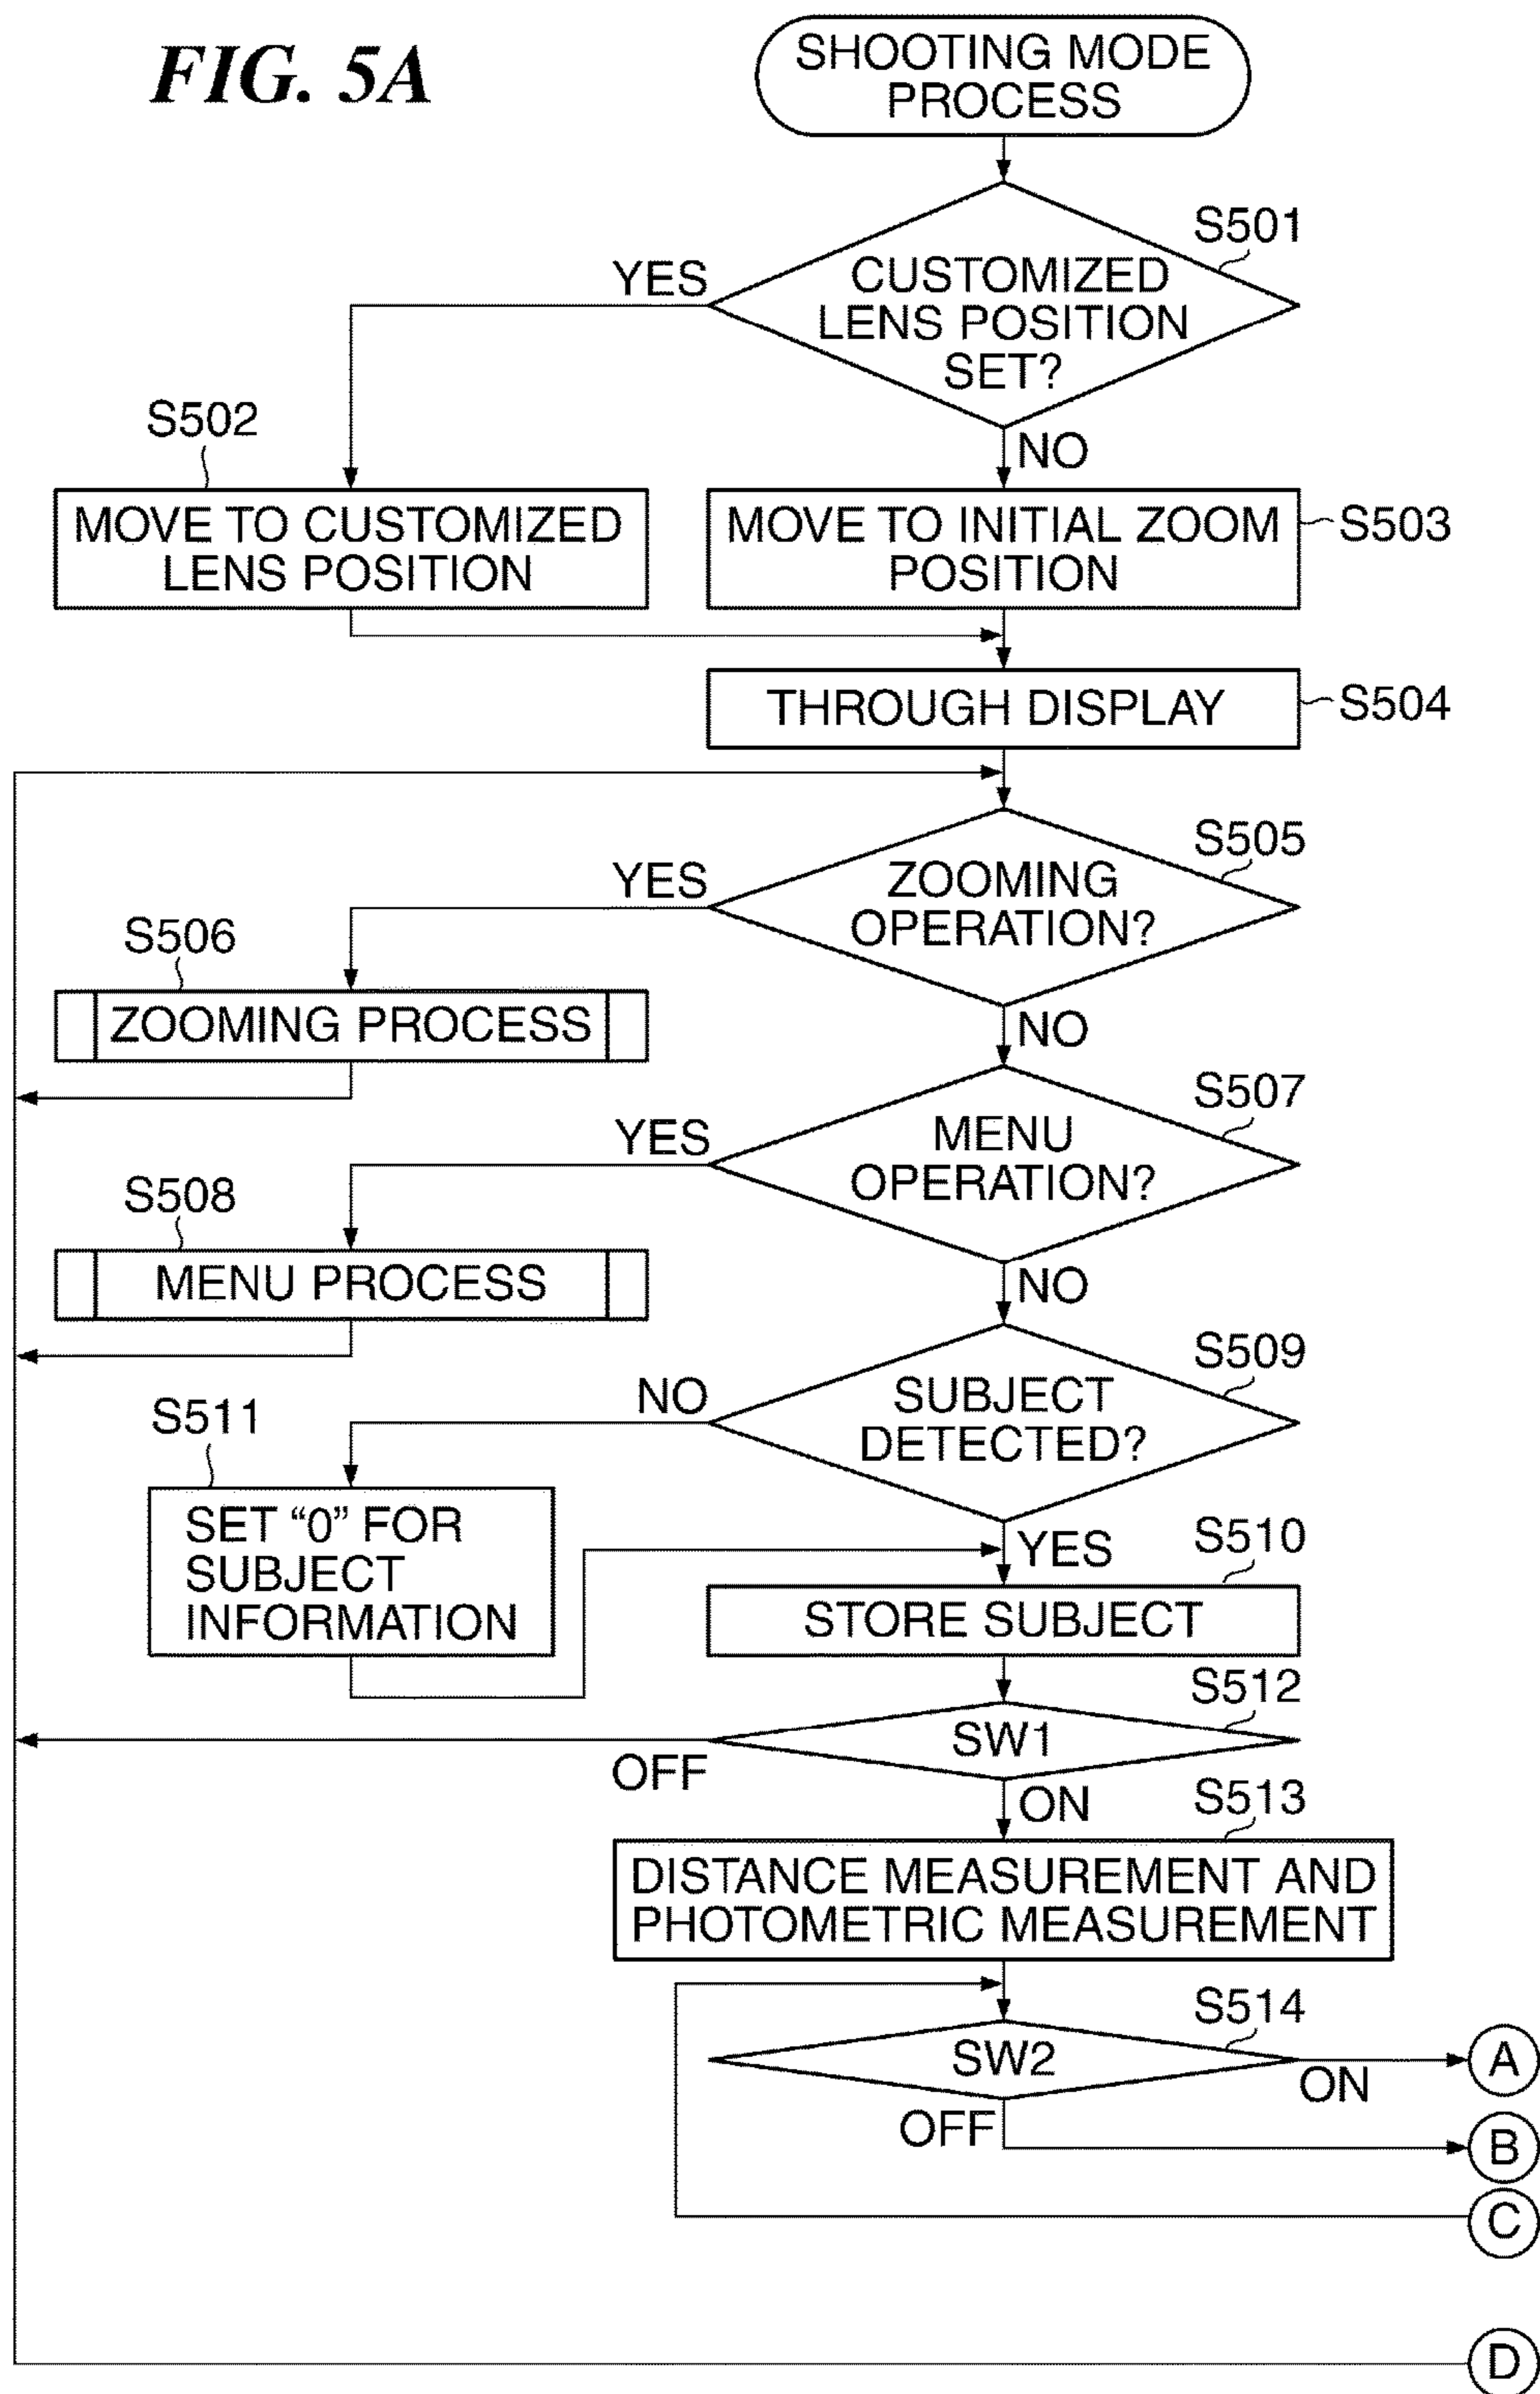 FIG. 5A
SHOOTING MODE
PROCESS
S501
CUSTOMIZED
LENS POSITION
SET?
YES
NO
S502
MOVE TO CUSTOMIZED
LENS POSITION
MOVE TO INITIAL ZOOM
POSITION
S503
THROUGH DISPLAY
S504
S505
ZOOMING
OPERATION?
YES
NO
S506
ZOOMING PROCESS
S507
MENU
OPERATION?
YES
NO
S508
MENU PROCESS
S509
SUBJECT
DETECTED?
NO
YES
S511
SET “0” FOR
SUBJECT
INFORMATION
S510
STORE SUBJECT
S512
SW1
OFF
ON
S513
DISTANCE MEASUREMENT AND
PHOTOMETRIC MEASUREMENT
S514
SW2
ON
A
OFF
B
C
D